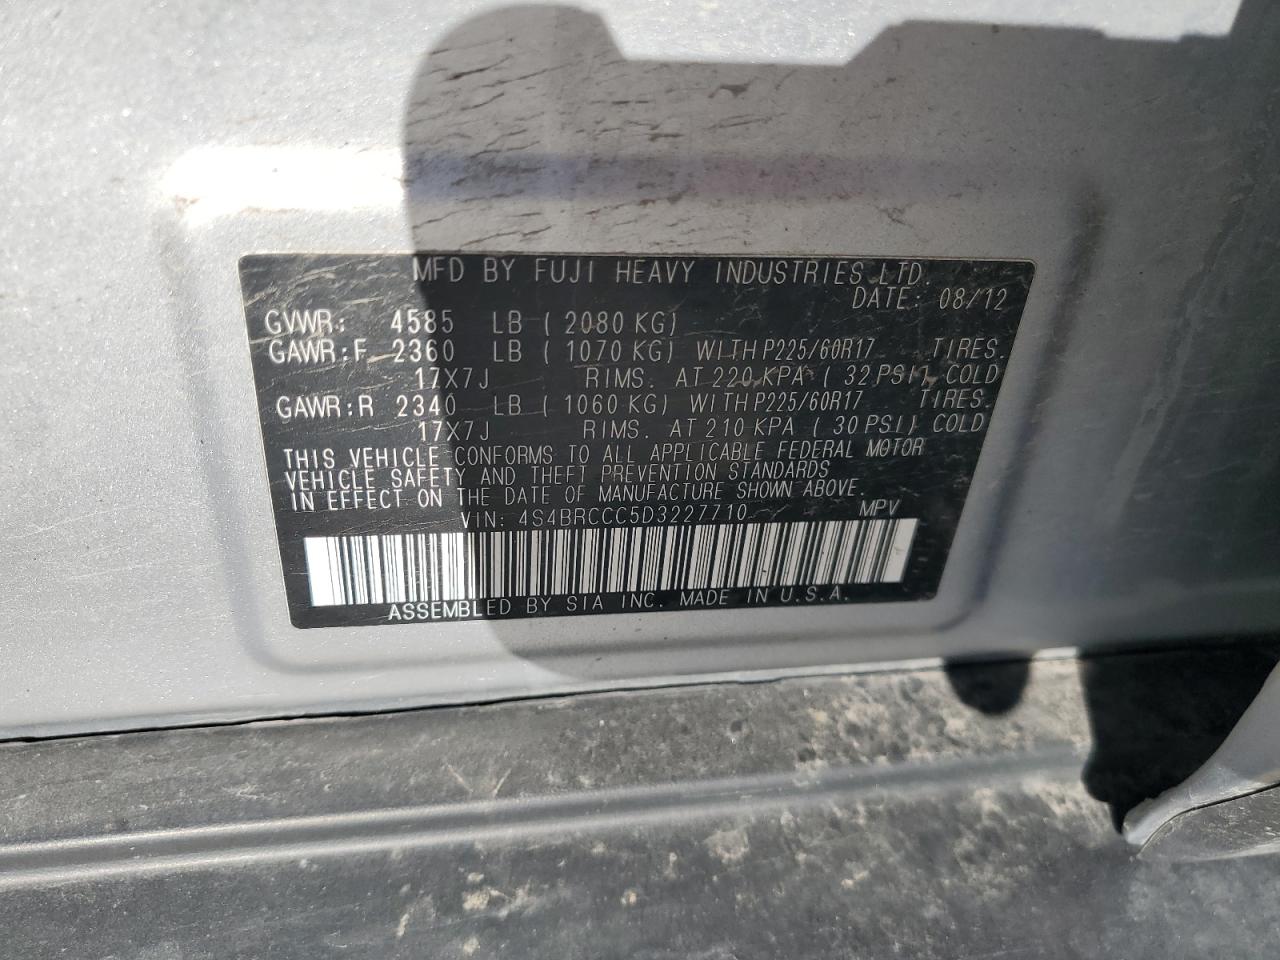 MFD BY FUJI HEAVY INDUSTRIES LTD.
DATE: 08/12
GVWR: 4585 LB ( 2080 KG)
GAWR:F 2360 LB ( 1070 KG) WITH P225/60R17 TIRES.
17X7J RIMS. AT 220 KPA ( 32 PSI) COLD
GAWR:R 2340 LB ( 1060 KG) WITH P225/60R17 TIRES.
17X7J RIMS. AT 210 KPA ( 30 PSI) COLD
THIS VEHICLE CONFORMS TO ALL APPLICABLE FEDERAL MOTOR
VEHICLE SAFETY AND THEFT PREVENTION STANDARDS
IN EFFECT ON THE DATE OF MANUFACTURE SHOWN ABOVE.
VIN: 4S4BRCCC5D3227710 MPV
ASSEMBLED BY SIA INC. MADE IN U.S.A.